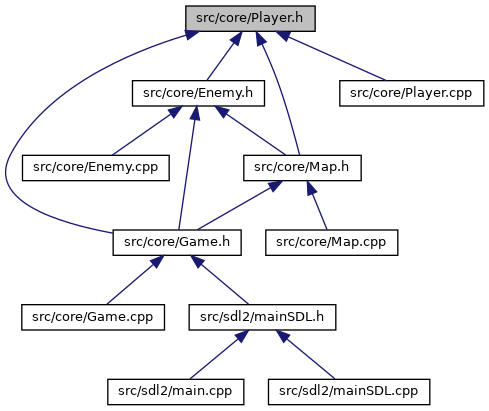 src/core/Player.h
src/core/Enemy.h
src/core/Player.cpp
src/core/Enemy.cpp
src/core/Map.h
src/core/Game.h
src/core/Map.cpp
src/core/Game.cpp
src/sdl2/mainSDL.h
src/sdl2/main.cpp
src/sdl2/mainSDL.cpp